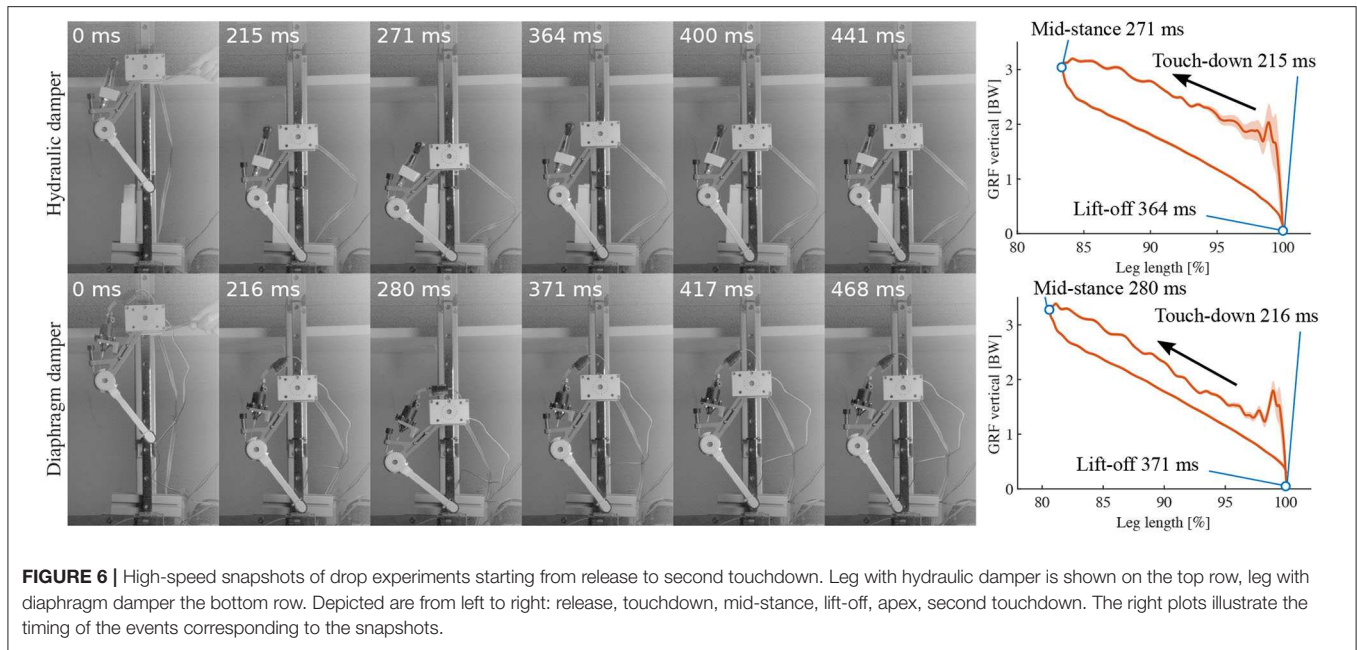 0 ms
215 ms
271 ms
364 ms
400 ms
441 ms
Hydraulic damper
Mid-stance 271 ms
Touch-down 215 ms
Lift-off 364 ms
GRF vertical [BW]
3
2
1
0
80
85
90
95
100
Leg length [%]
0 ms
216 ms
280 ms
371 ms
417 ms
468 ms
Diaphragm damper
Mid-stance 280 ms
Touch-down 216 ms
Lift-off 371 ms
GRF vertical [BW]
3
2
1
0
80
85
90
95
100
Leg length [%]
FIGURE 6 | High-speed snapshots of drop experiments starting from release to second touchdown. Leg with hydraulic damper is shown on the top row, leg with
diaphragm damper the bottom row. Depicted are from left to right: release, touchdown, mid-stance, lift-off, apex, second touchdown. The right plots illustrate the
timing of the events corresponding to the snapshots.